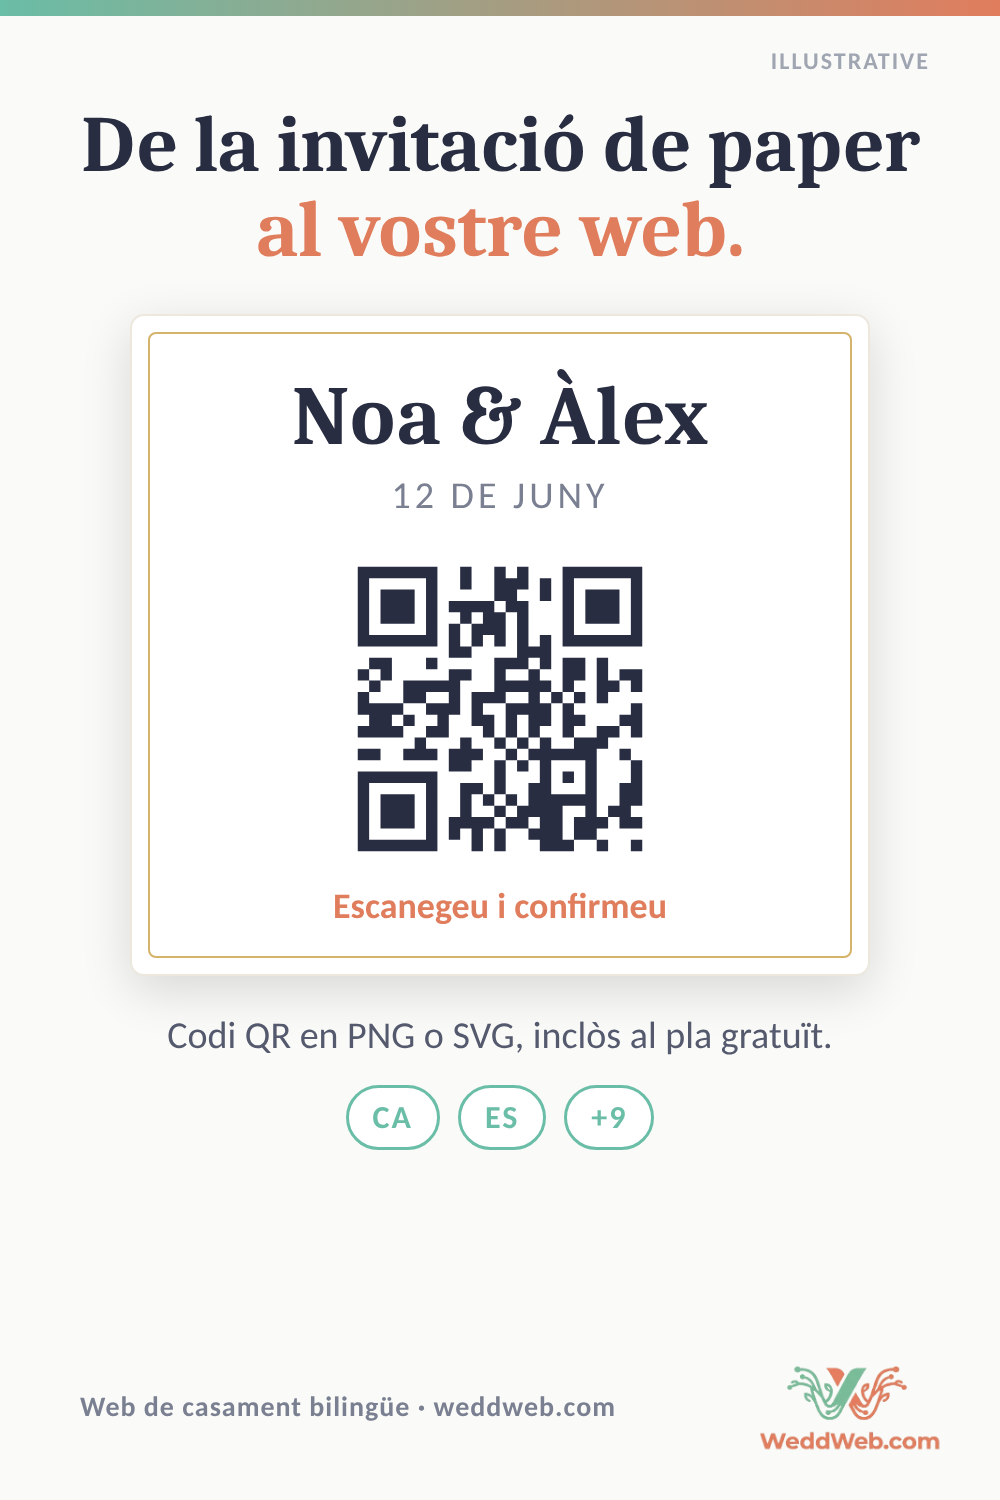 ILLUSTRATIVE
De la invitació de paper
al vostre web.
Noa & Àlex
12 DE JUNY
Escanegeu i confirmeu
Codi QR en PNG o SVG, inclòs al pla gratuït.
CA ES +9
Web de casament bilingüe · weddweb.com
WeddWeb.com